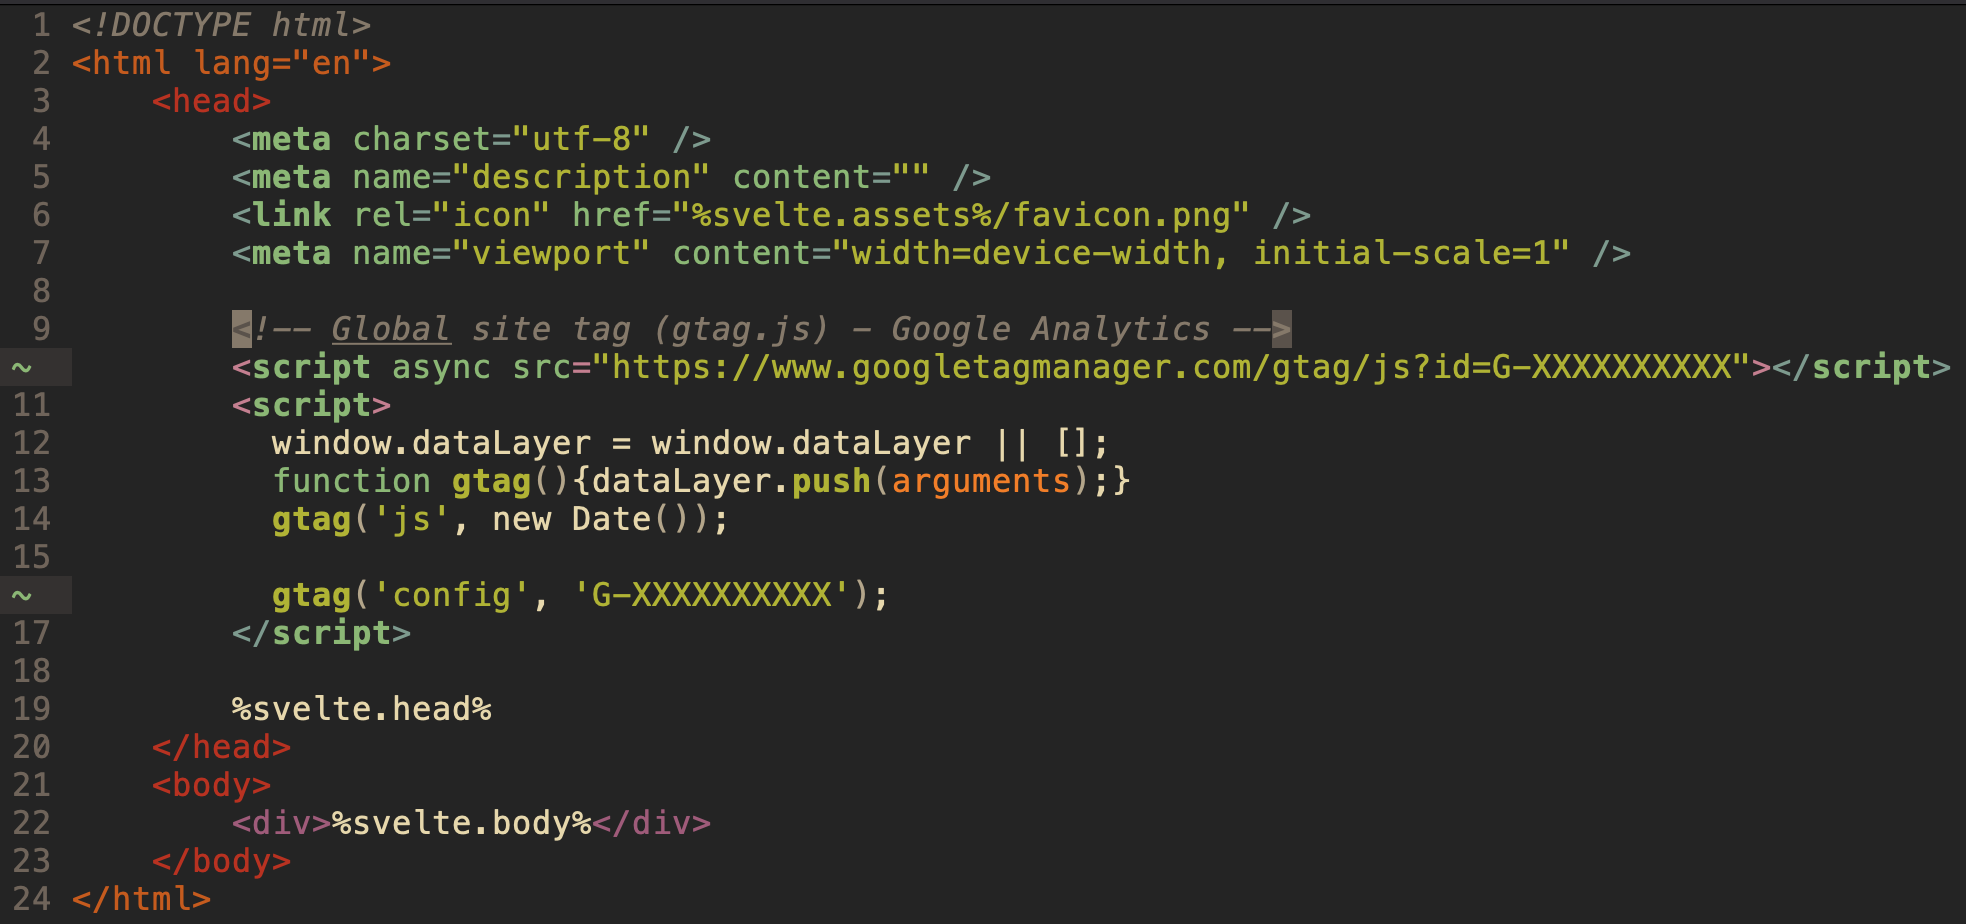 1 <!DOCTYPE html>
2 <html lang="en">
3     <head>
4         <meta charset="utf-8" />
5         <meta name="description" content="" />
6         <link rel="icon" href="%svelte.assets%/favicon.png" />
7         <meta name="viewport" content="width=device-width, initial-scale=1" />
8
9         <!-- Global site tag (gtag.js) - Google Analytics -->
~         <script async src="https://www.googletagmanager.com/gtag/js?id=G-XXXXXXXXXX"></script>
11         <script>
12           window.dataLayer = window.dataLayer || [];
13           function gtag(){dataLayer.push(arguments);}
14           gtag('js', new Date());
15
~           gtag('config', 'G-XXXXXXXXXX');
17         </script>
18
19         %svelte.head%
20     </head>
21     <body>
22         <div>%svelte.body%</div>
23     </body>
24 </html>